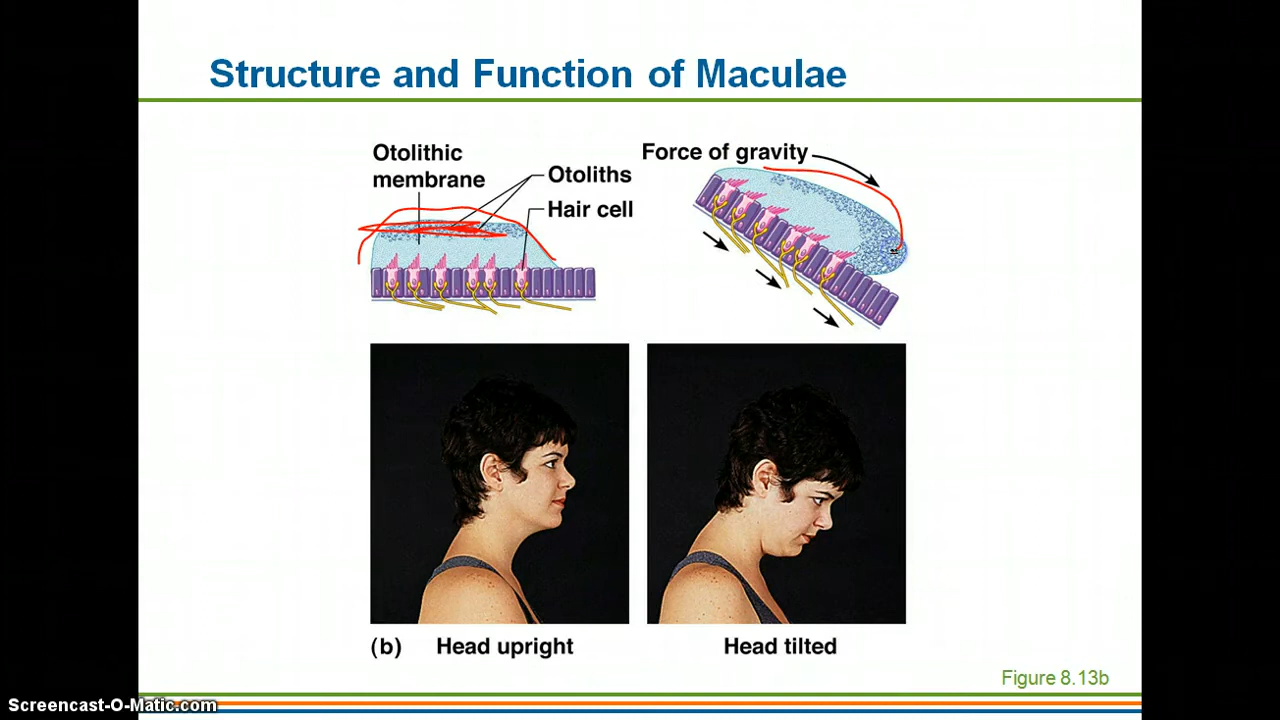 Structure and Function of Maculae
Otolithic
membrane
Otoliths
Hair cell
Force of gravity
(b) Head upright
Head tilted
Figure 8.13b
Screencast-O-Matic.com